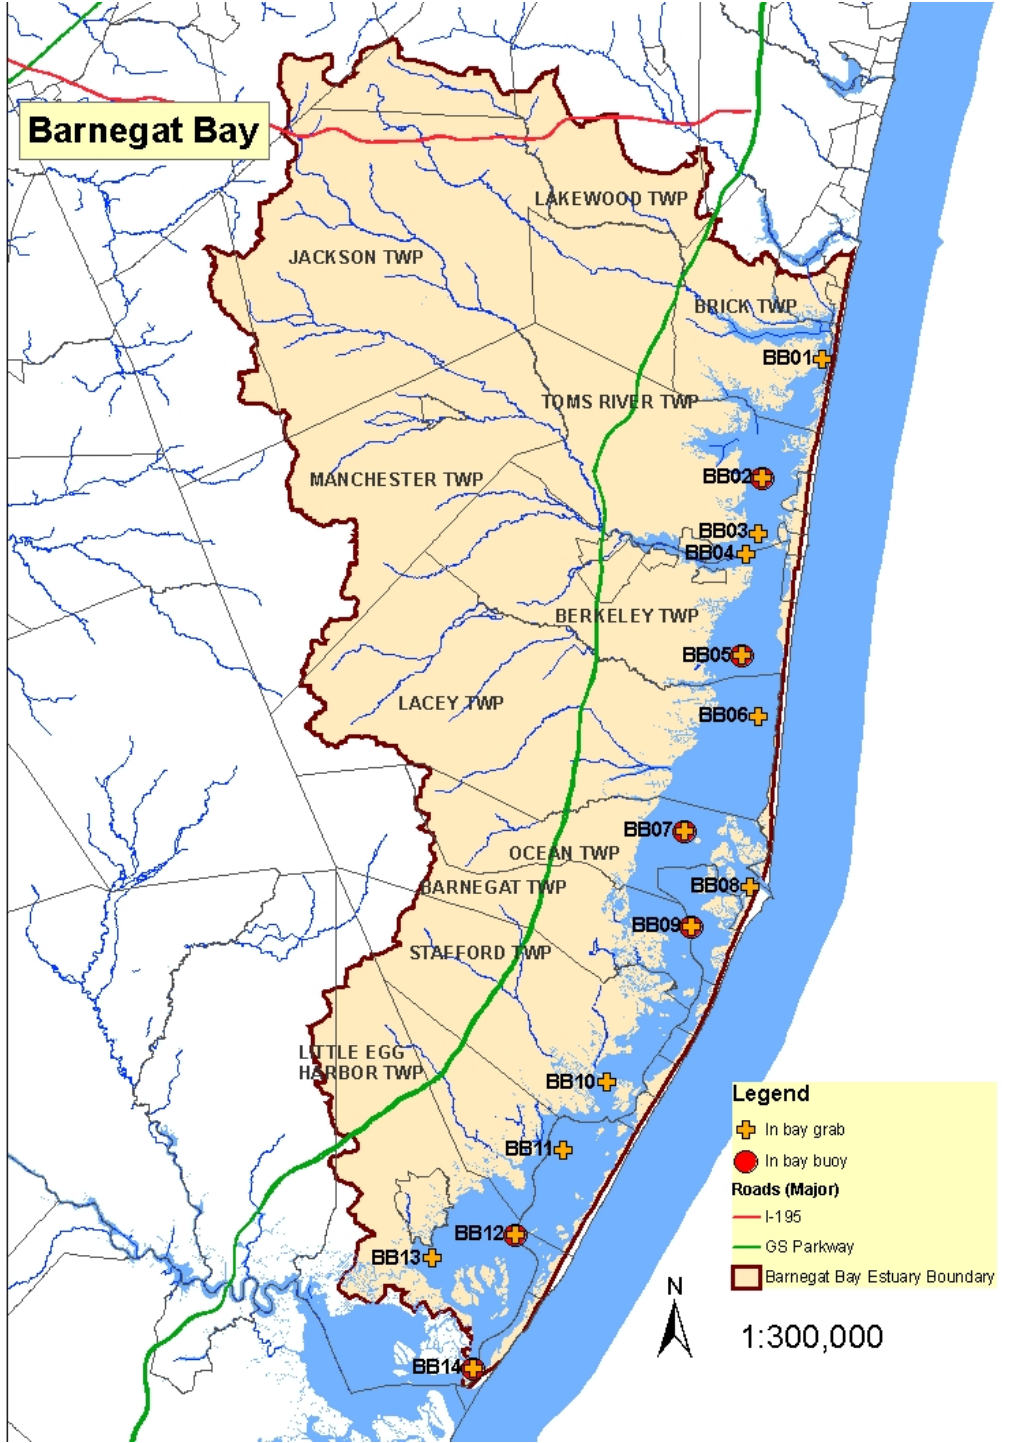 Barnegat Bay
LAKEWOOD TWP
JACKSON TWP
BRICK TWP
BB01
TOMS RIVER TWP
BB02
MANCHESTER TWP
BB03
BB04
BERKELEY TWP
BB05
LACEY TWP
BB06
BB07
OCEAN TWP
BB08
BARNEGAT TWP
BB09
STAFFORD TWP
LITTLE EGG
HARBOR TWP
BB10
Legend
In bay grab
BB11
In bay buoy
Roads (Major)
I-195
BB12
GS Parkway
BB13
Barnegat Bay Estuary Boundary
N
1:300,000
BB14